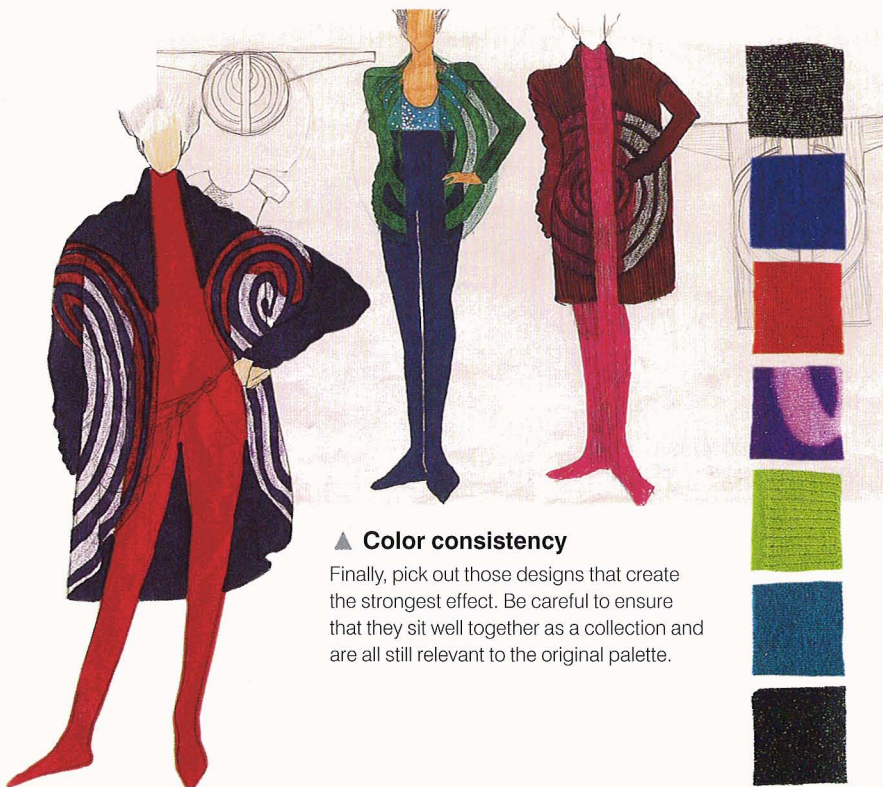 Color consistency
Finally, pick out those designs that create
the strongest effect. Be careful to ensure
that they sit well together as a collection and
are all still relevant to the original palette.